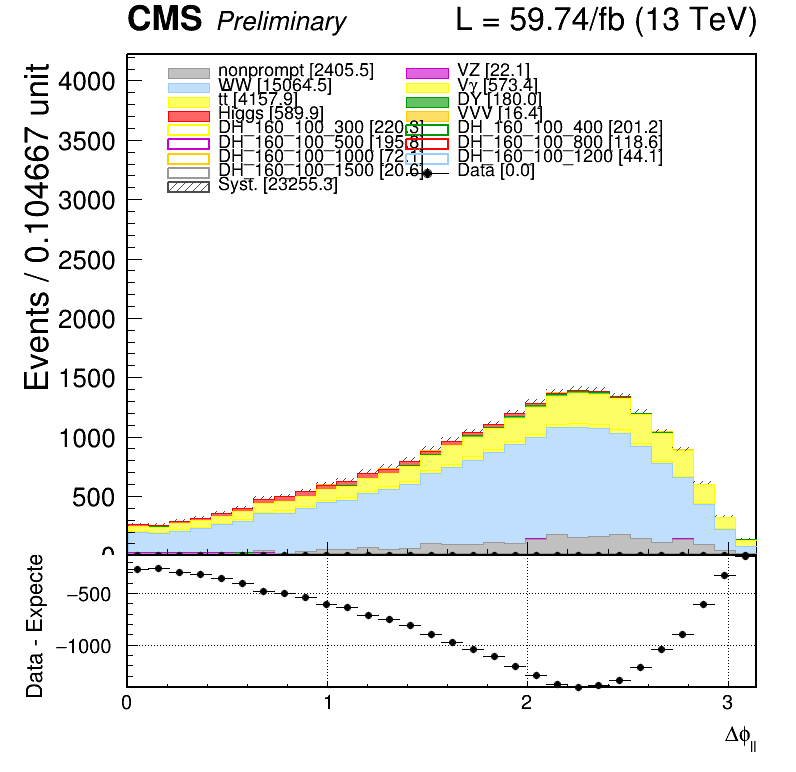 CMS Preliminary L = 59.74/fb (13 TeV)
Events / 0.104667 unit
4000
3500
3000
2500
2000
1500
1000
500
0
nonprompt [2405.5] VZ [22.1]
WW [15064.5] Vγ [573.4]
tt [4157.9] DY [180.0]
Higgs [589.9] VVV [16.4]
DH_160_100_300 [220.3] DH_160_100_400 [201.2]
DH_160_100_500 [195.8] DH_160_100_800 [118.6]
DH_160_100_1000 [72.1] DH_160_100_1200 [44.1]
DH_160_100_1500 [20.6] Data [0.0]
Syst. [23255.3]
Data - Expecte
−500
−1000
0 1 2 3
Δϕll